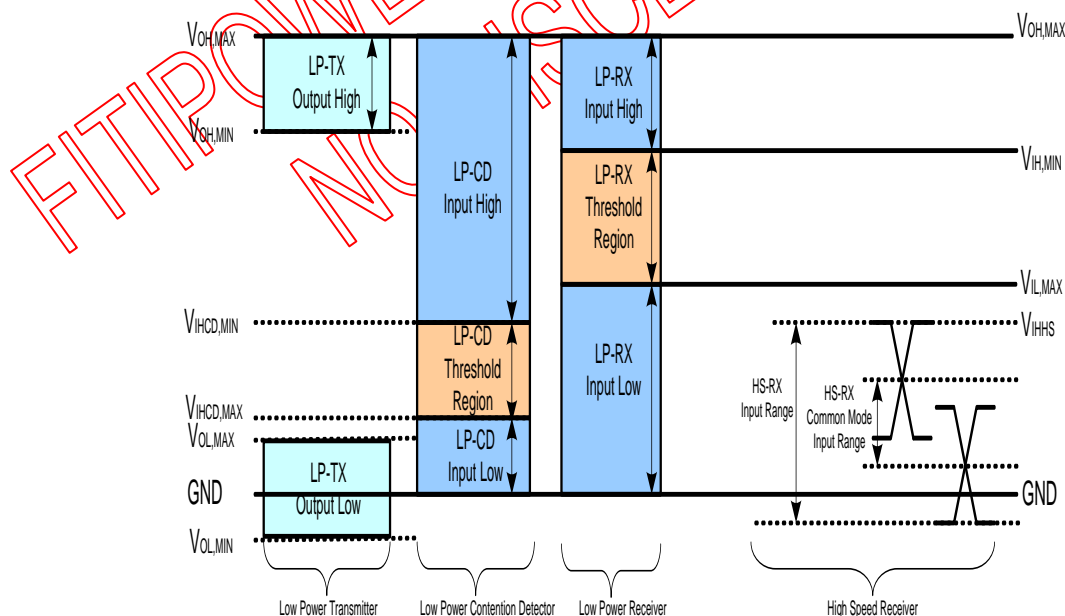 FITIPOWE
NO
VOH,MAX
VOH,MAX
LP-TX
Output High
LP-RX
Input High
VOH,MIN
VIH,MIN
LP-CD
Input High
LP-RX
Threshold
Region
VIL,MAX
VIHCD,MIN
VIHHS
LP-CD
Threshold
Region
LP-RX
Input Low
HS-RX
Input Range
HS-RX
Common Mode
Input Range
VIHCD,MAX
VOL,MAX
LP-CD
Input Low
LP-TX
Output Low
GND
GND
VOL,MIN
Low Power Transmitter
Low Power Contention Detector
Low Power Receiver
High Speed Receiver